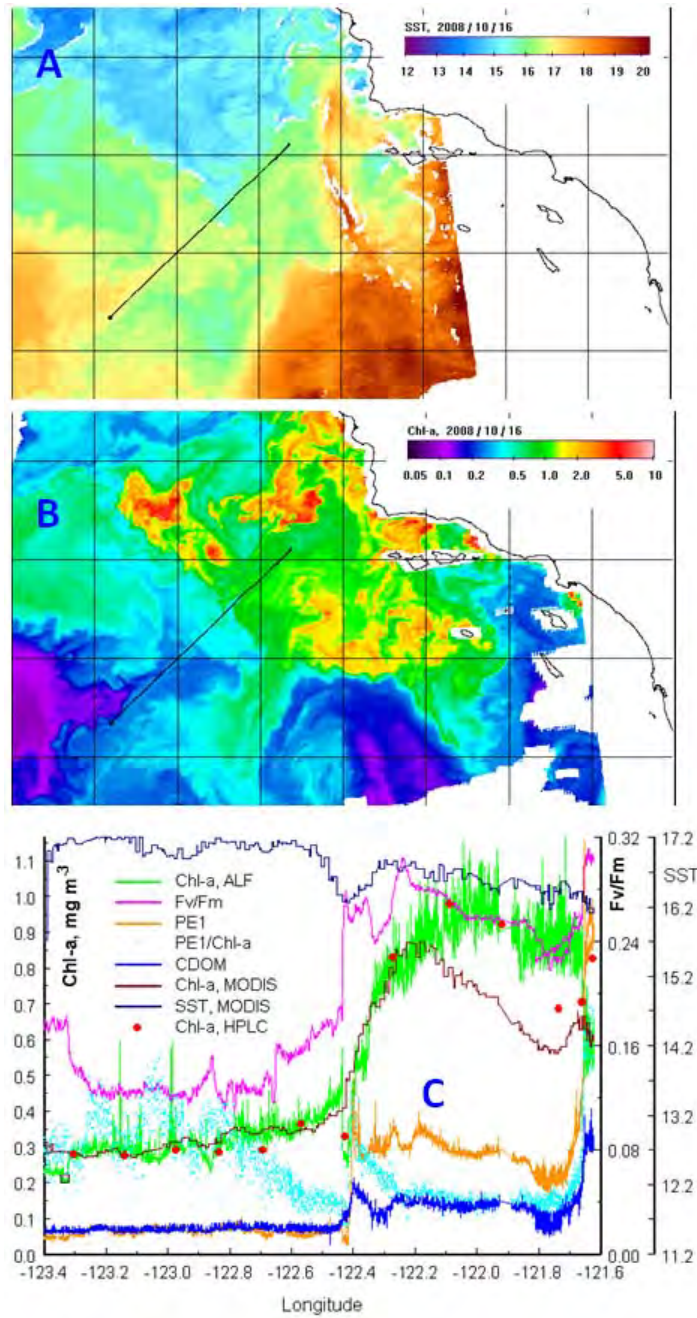 A
SST, 2008/10/16
12 13 14 15 16 17 18 19 20
B
Chl-a, 2008/10/16
0.05 0.1 0.2 0.5 1.0 2.0 5.0 10
1.1
1.0
0.9
0.8
0.7
0.6
0.5
0.4
0.3
0.2
0.1
0.0
Chl-a, mg m-3
Chl-a, ALF
Fv/Fm
PE1
PE1/Chl-a
CDOM
Chl-a, MODIS
SST, MODIS
Chl-a, HPLC
C
0.32
0.24
0.16
0.08
0.00
Fv/Fm
17.2
SST
16.2
15.2
14.2
13.2
12.2
11.2
-123.4 -123.2 -123.0 -122.8 -122.6 -122.4 -122.2 -122.0 -121.8 -121.6
Longitude